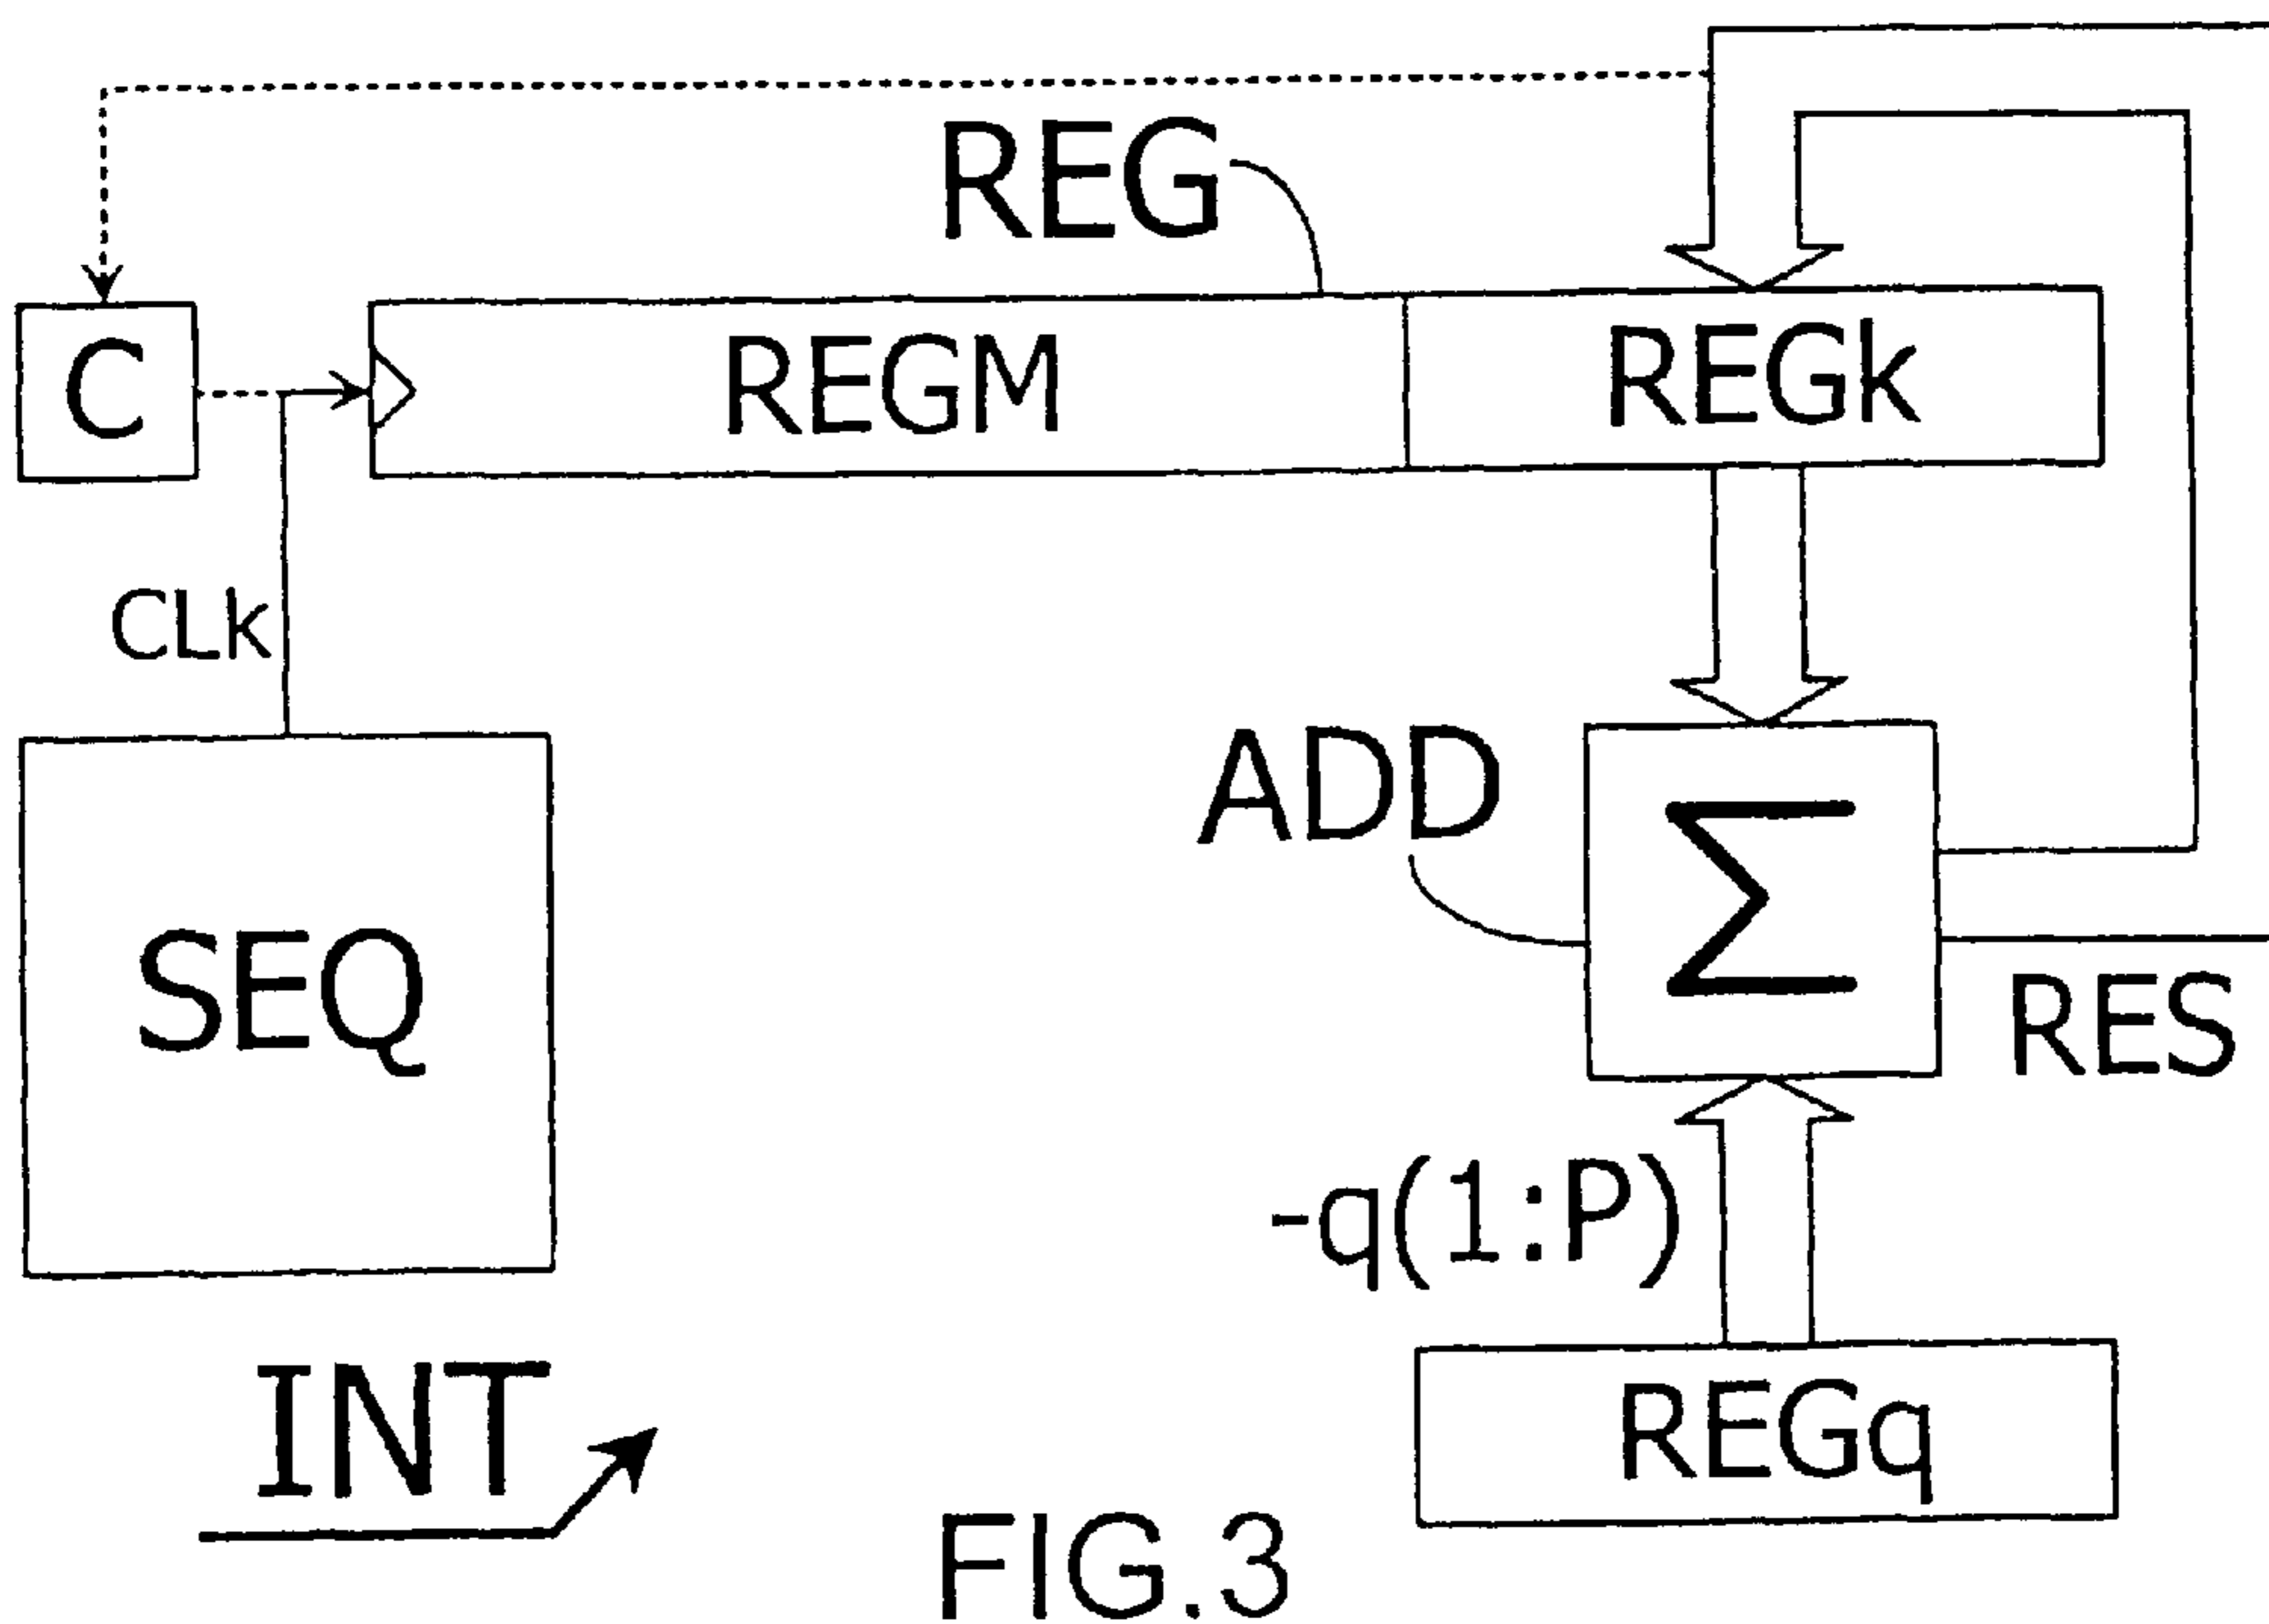 REG
C
REGM
REGk
CLk
ADD
Σ
SEQ
RES
-q(1:P)
INT
REGq
FIG.3